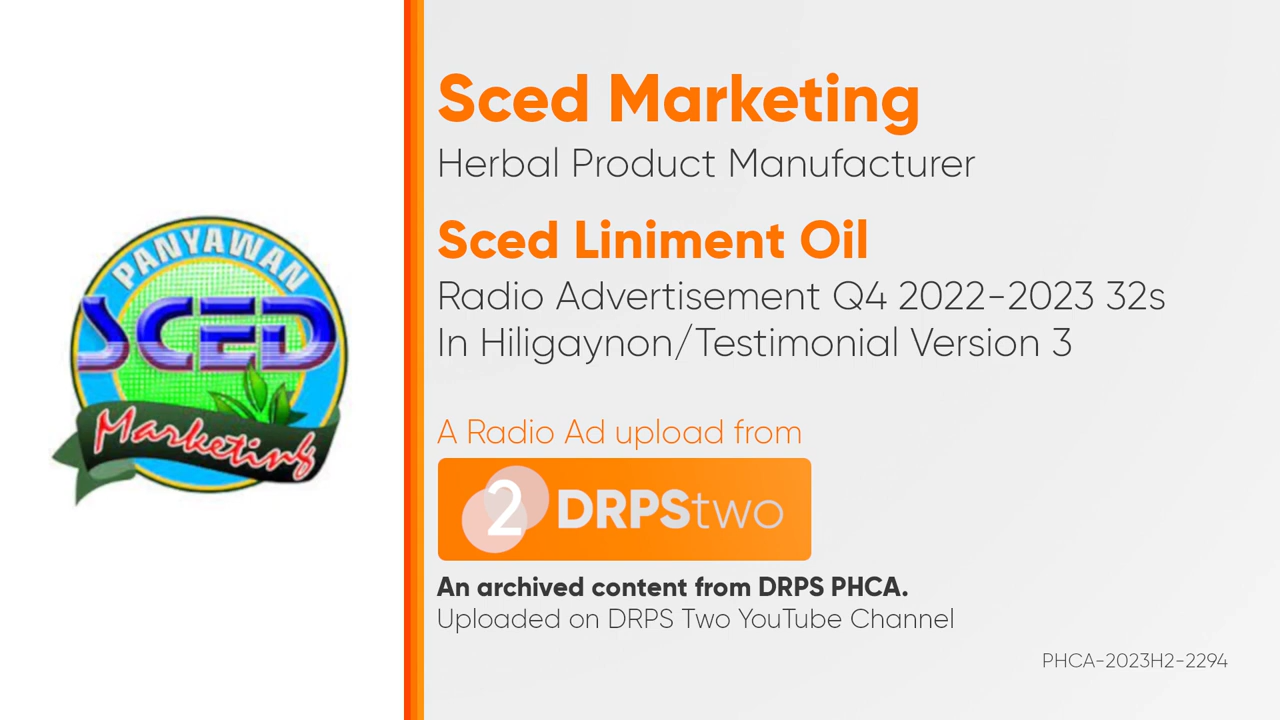 PANYAWAN
SCED
Marketing
Sced Marketing
Herbal Product Manufacturer
Sced Liniment Oil
Radio Advertisement Q4 2022-2023 32s
In Hiligaynon/Testimonial Version 3
A Radio Ad upload from
2 DRPStwo
An archived content from DRPS PHCA.
Uploaded on DRPS Two YouTube Channel
PHCA-2023H2-2294